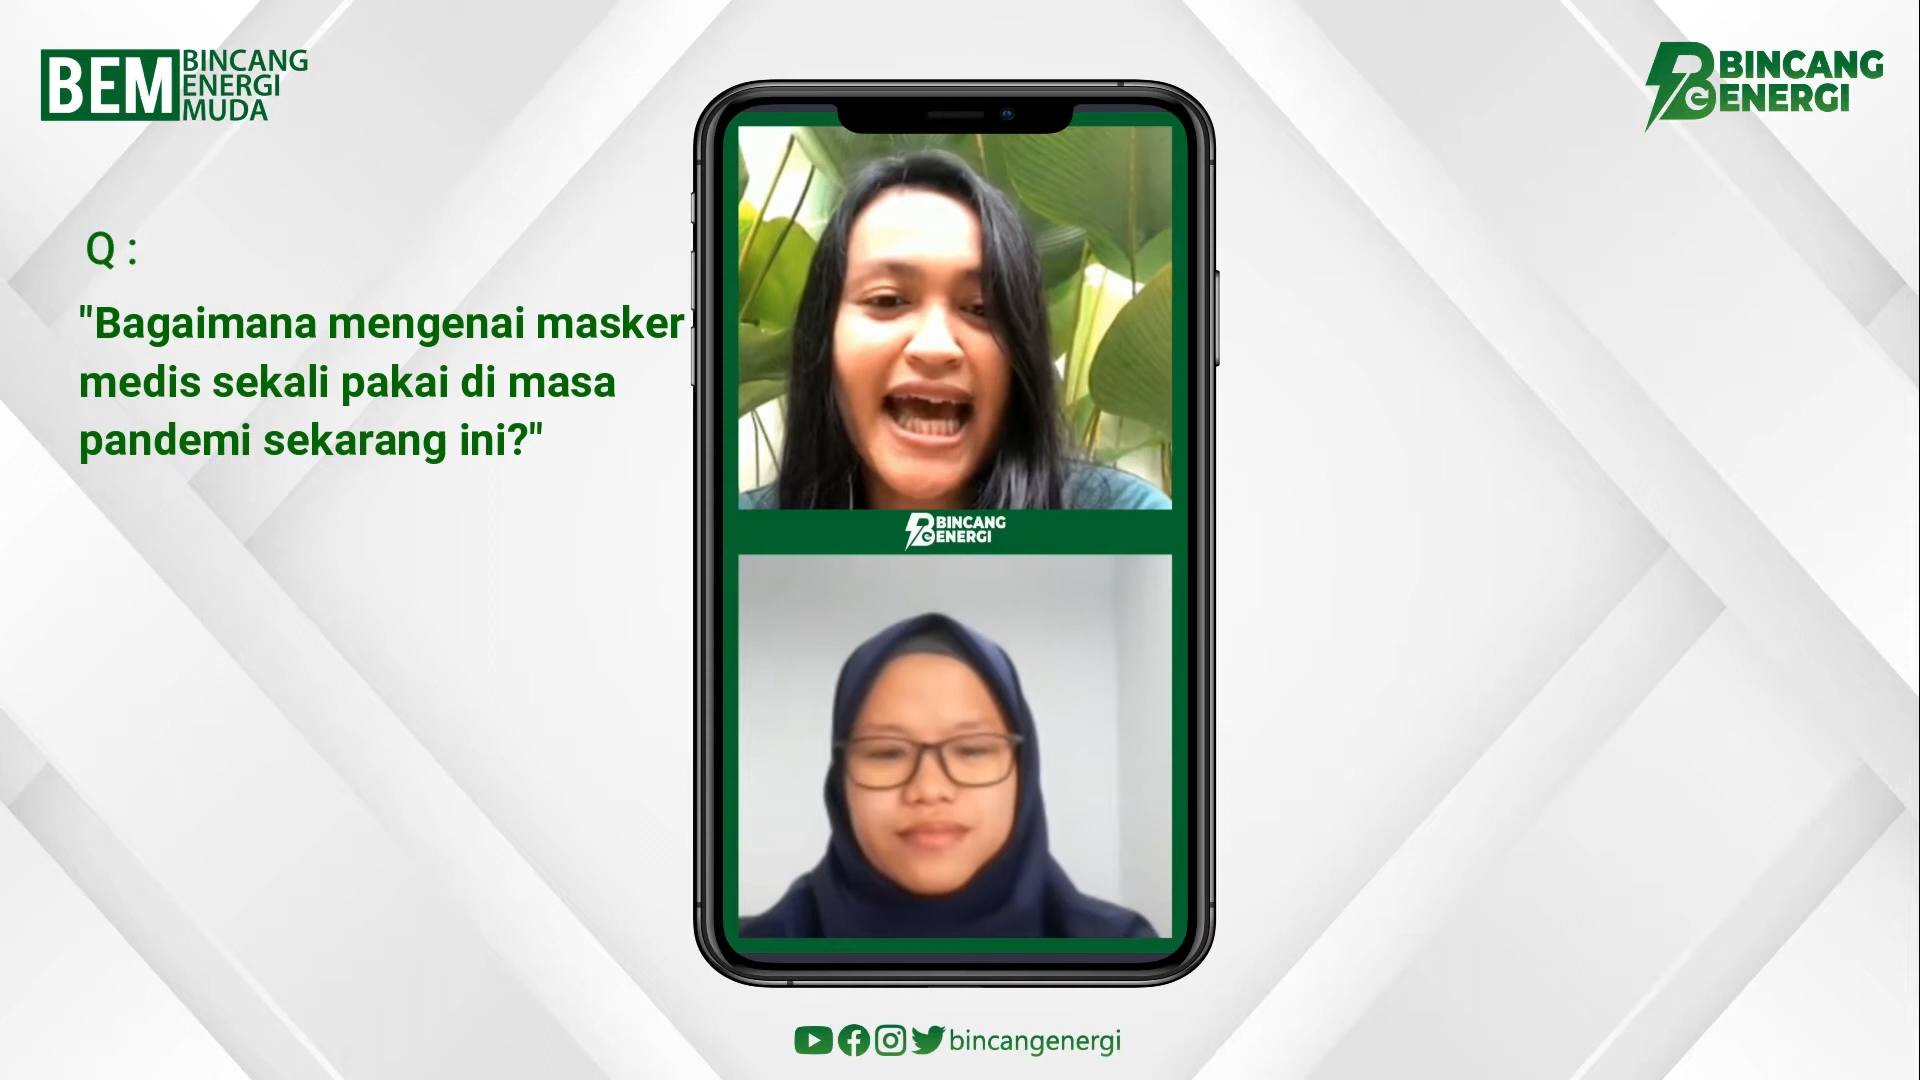 BEM
BINCANG
ENERGI
MUDA
BINCANG
ENERGI
Q :
"Bagaimana mengenai masker
medis sekali pakai di masa
pandemi sekarang ini?"
BINCANG
ENERGI
bincangenergi